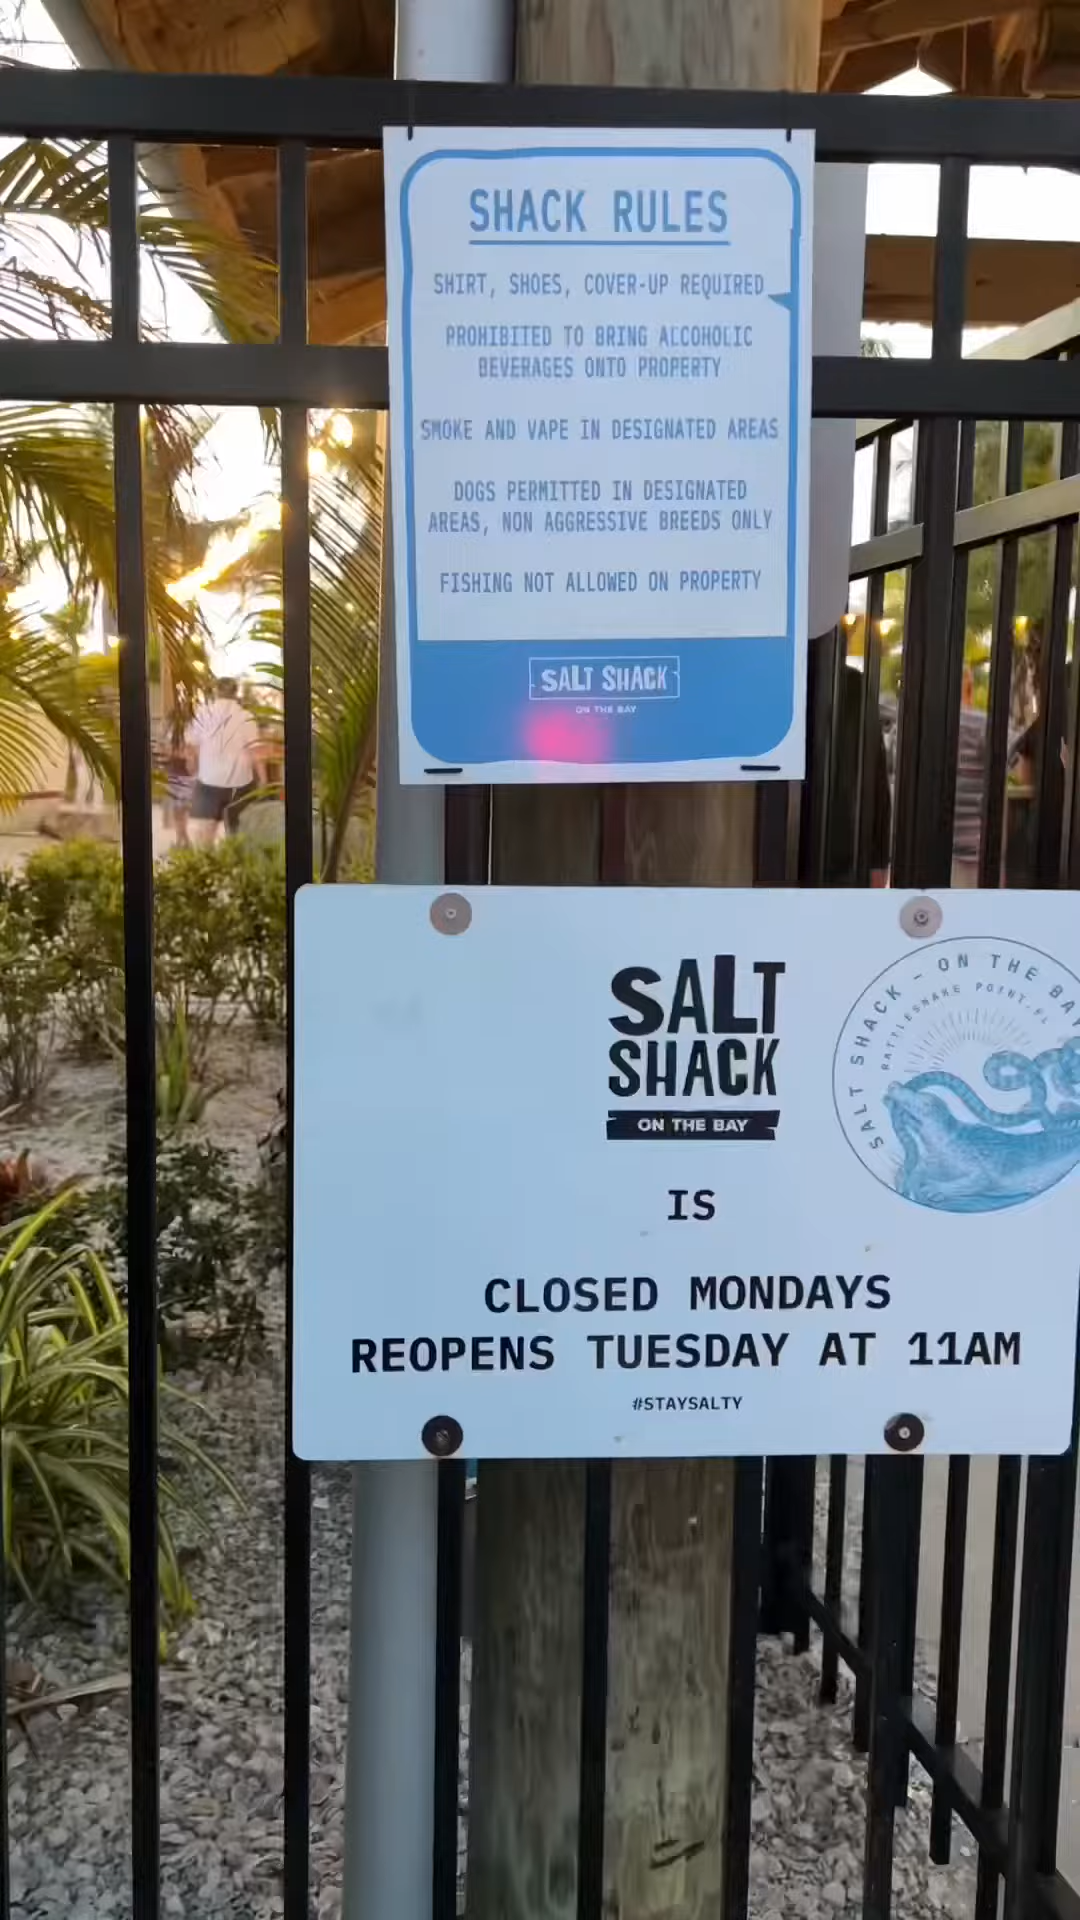 SHACK RULES
SHIRT, SHOES, COVER-UP REQUIRED
PROHIBITED TO BRING ALCOHOLIC
BEVERAGES ONTO PROPERTY
SMOKE AND VAPE IN DESIGNATED AREAS
DOGS PERMITTED IN DESIGNATED
AREAS, NON AGGRESSIVE BREEDS ONLY
FISHING NOT ALLOWED ON PROPERTY
SALT SHACK
ON THE BAY
SALT
SHACK
ON THE BAY
SALT SHACK - ON THE BAY
RATTLESNAKE POINT, FL
IS
CLOSED MONDAYS
REOPENS TUESDAY AT 11AM
#STAYSALTY